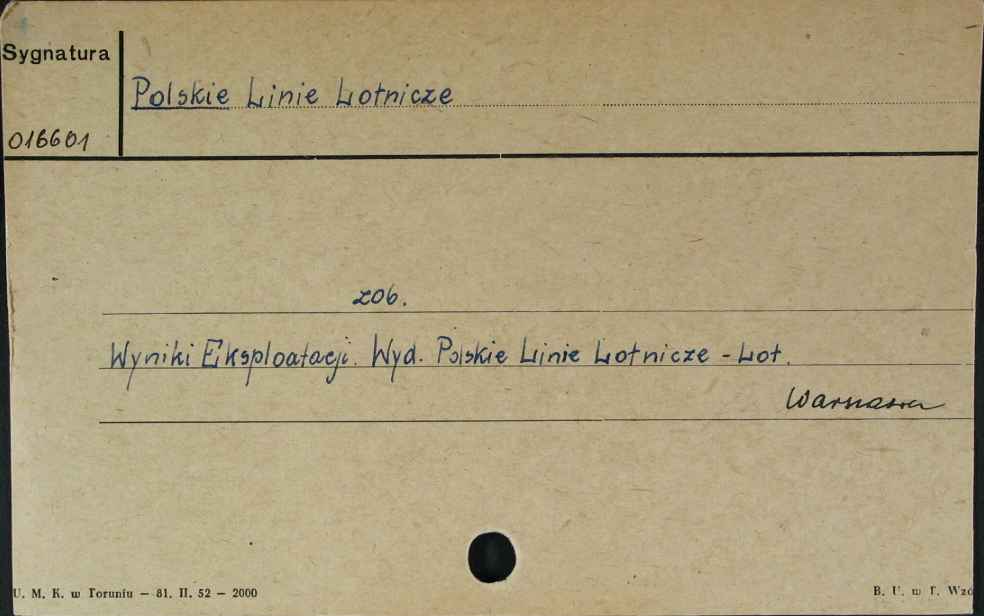 Sygnatura
Polskie Linie Lotnicze
016601
zob.
Wyniki Eksploatacji. Wyd. Polskie Linie Lotnicze - Lot.
Warszawa
U. M. K. w Toruniu — 81. II. 52 — 2000
B. U. w T. Wzó